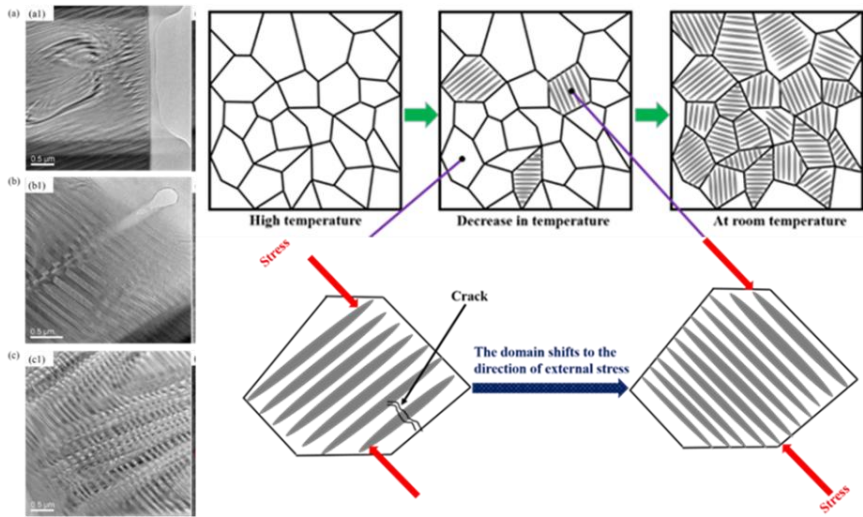 (a) (a1)
0.5 µm
(b) (b1)
0.5 µm
(c) (c1)
0.5 µm
High temperature
Decrease in temperature
At room temperature
Stress
Crack
The domain shifts to the
direction of external stress
Stress